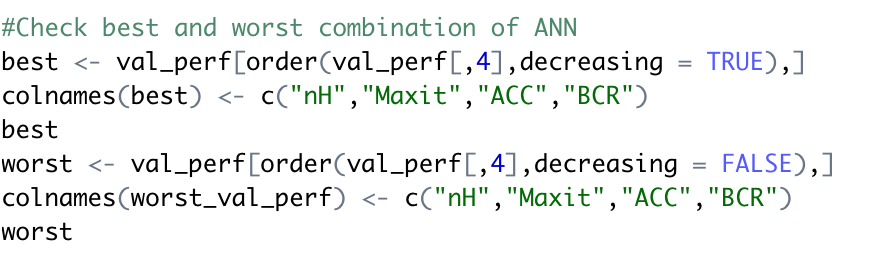 #Check best and worst combination of ANN
best <- val_perf[order(val_perf[,4],decreasing = TRUE),]
colnames(best) <- c("nH","Maxit","ACC","BCR")
best
worst <- val_perf[order(val_perf[,4],decreasing = FALSE),]
colnames(worst_val_perf) <- c("nH","Maxit","ACC","BCR")
worst